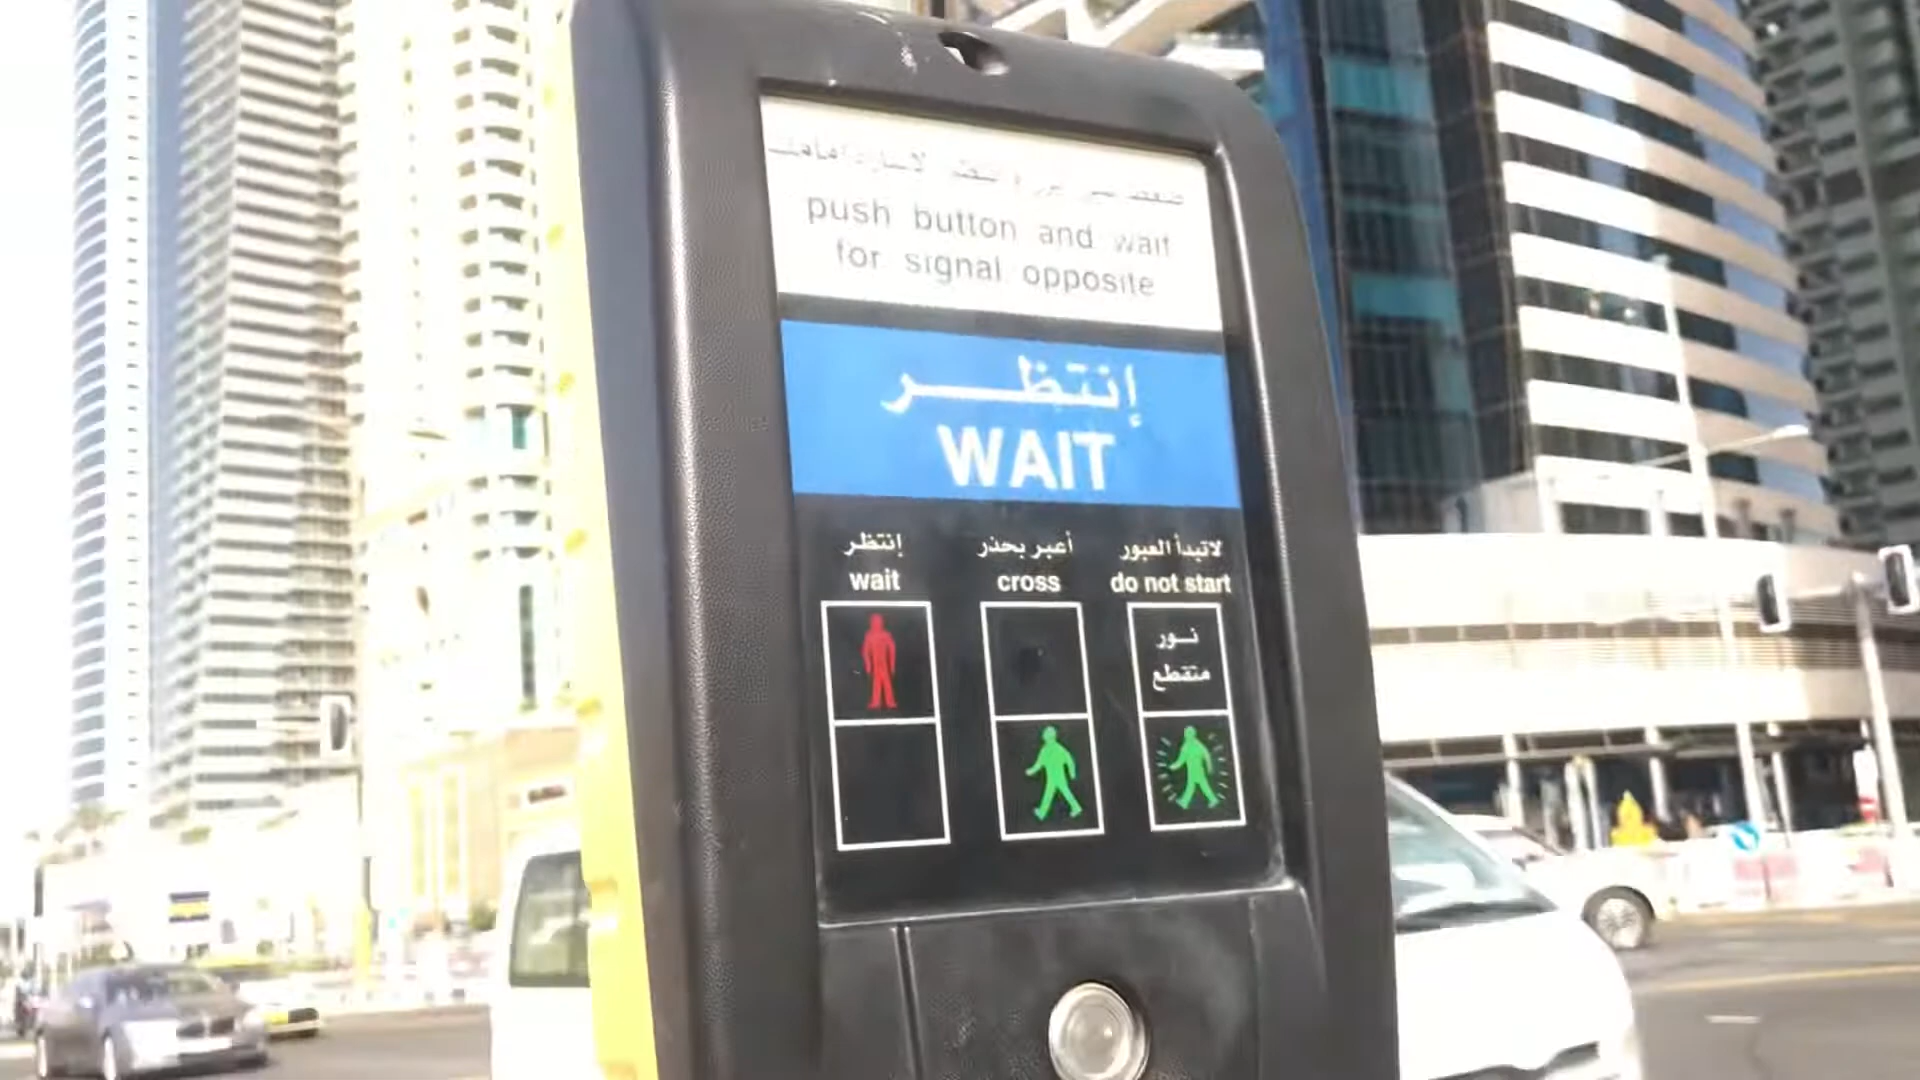 push button and wait
for signal opposite
إنتظر
WAIT
إنتظر
wait
أعبر بحذر
cross
لاتبدأ العبور
do not start
نور
متقطع